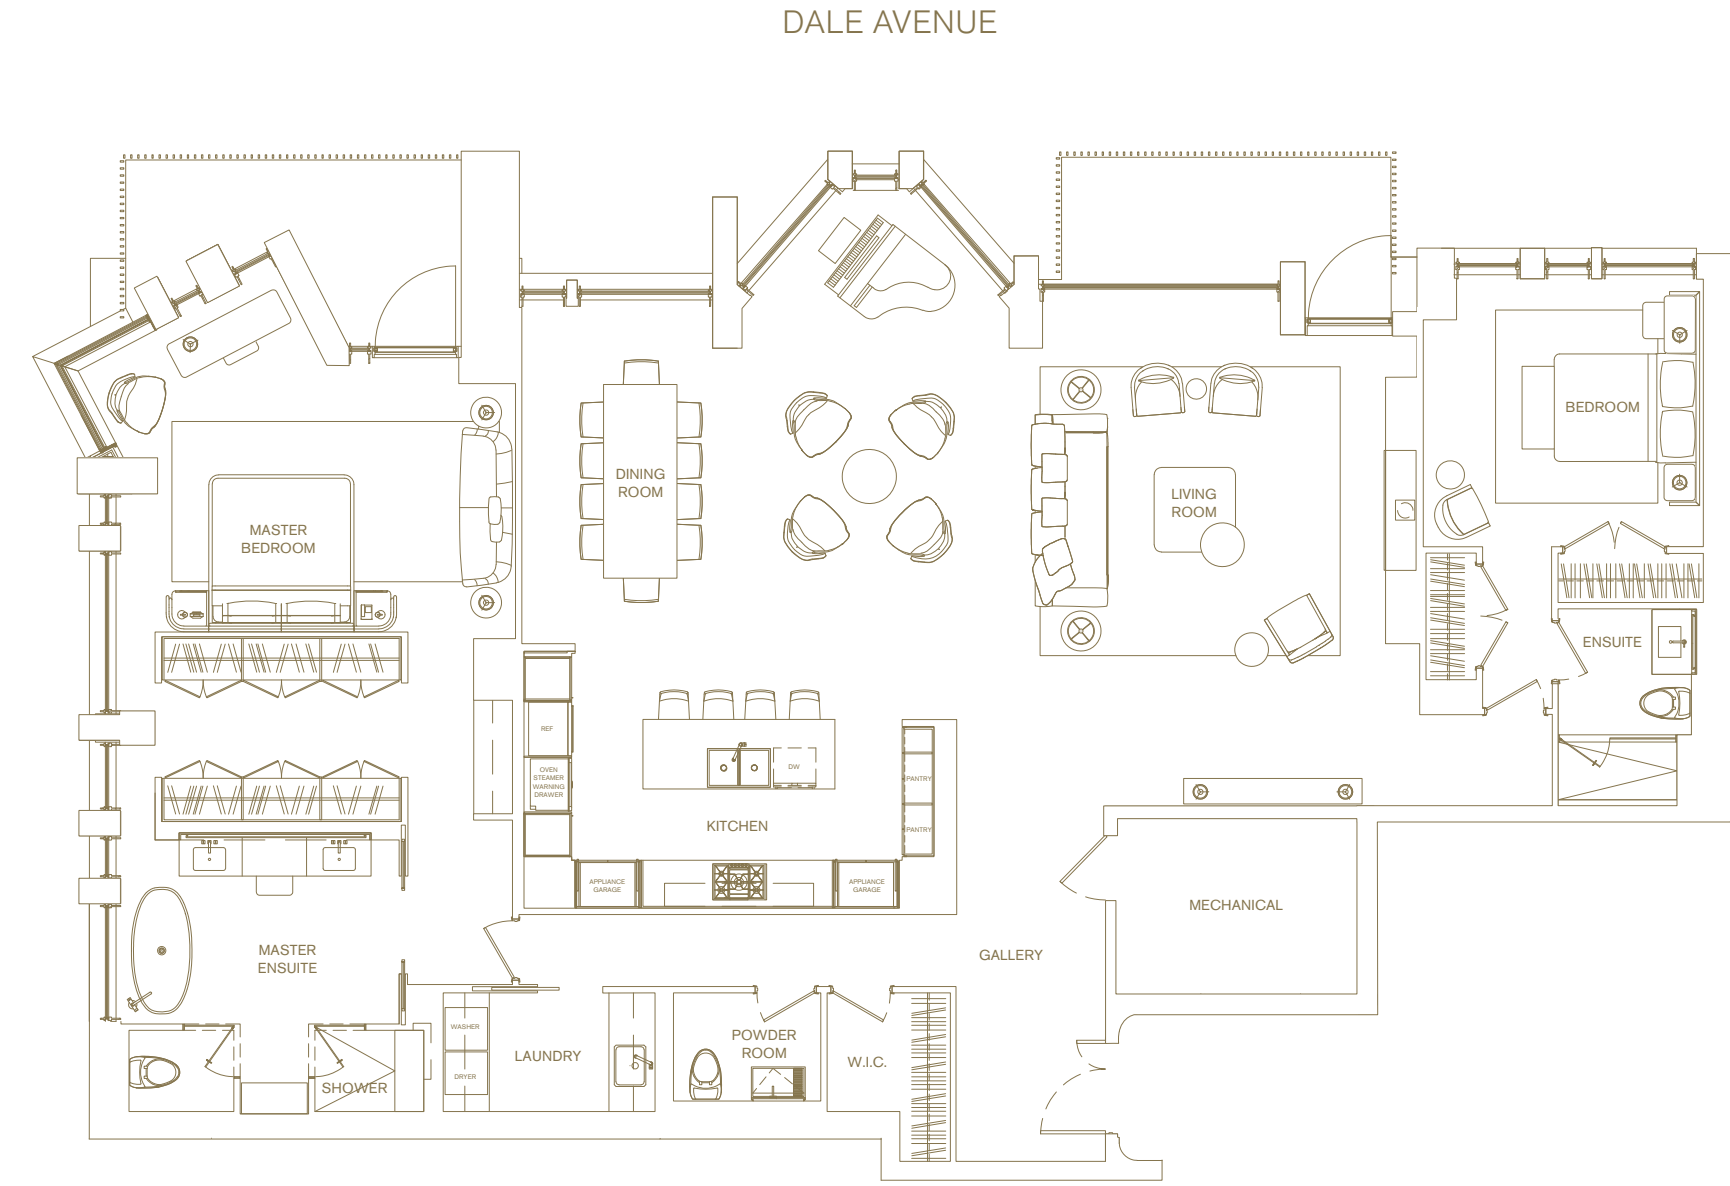 DALE AVENUE
BEDROOM
DINING
ROOM
LIVING
ROOM
MASTER
BEDROOM
ENSUITE
REF
OVEN
STEAMER
WARNING
DRAWER
DW
PANTRY
PANTRY
KITCHEN
APPLIANCE
GARAGE
APPLIANCE
GARAGE
MECHANICAL
MASTER
ENSUITE
GALLERY
WASHER
DRYER
LAUNDRY
POWDER
ROOM
W.I.C.
SHOWER